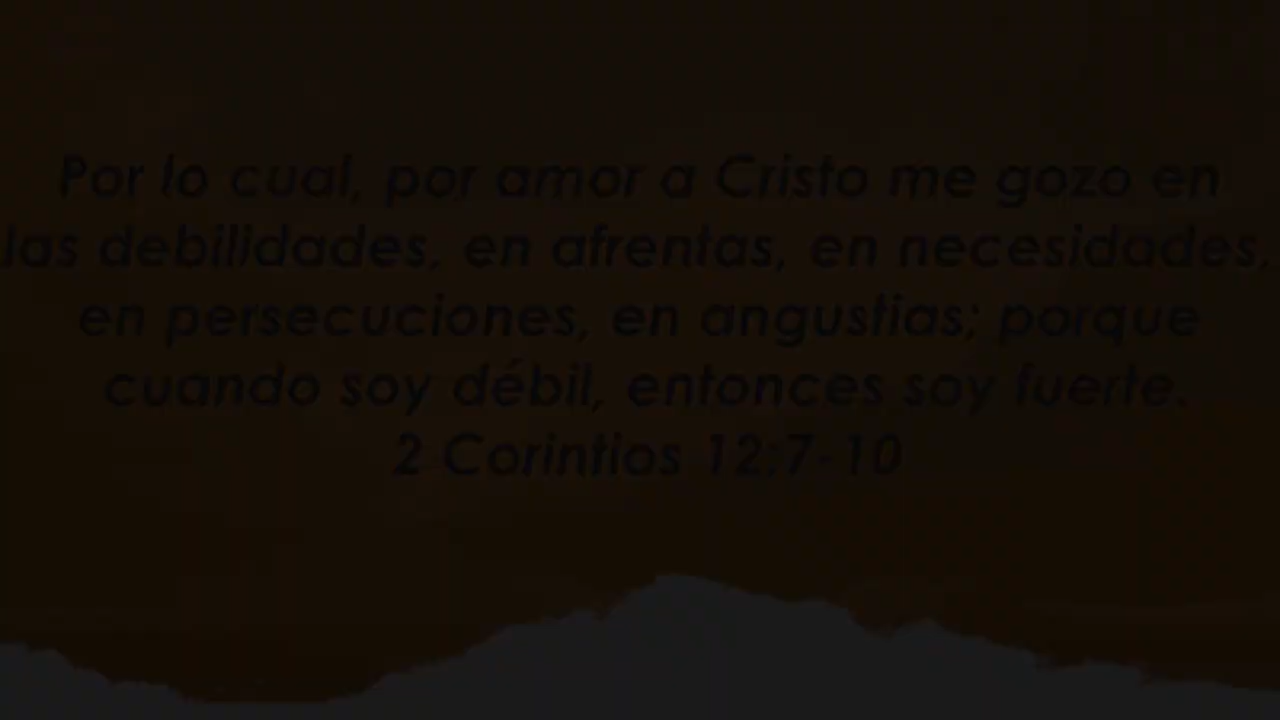 Por lo cual, por amor a Cristo me gozo en
las debilidades, en afrentas, en necesidades,
en persecuciones, en angustias; porque
cuando soy débil, entonces soy fuerte.
2 Corintios 12:7-10